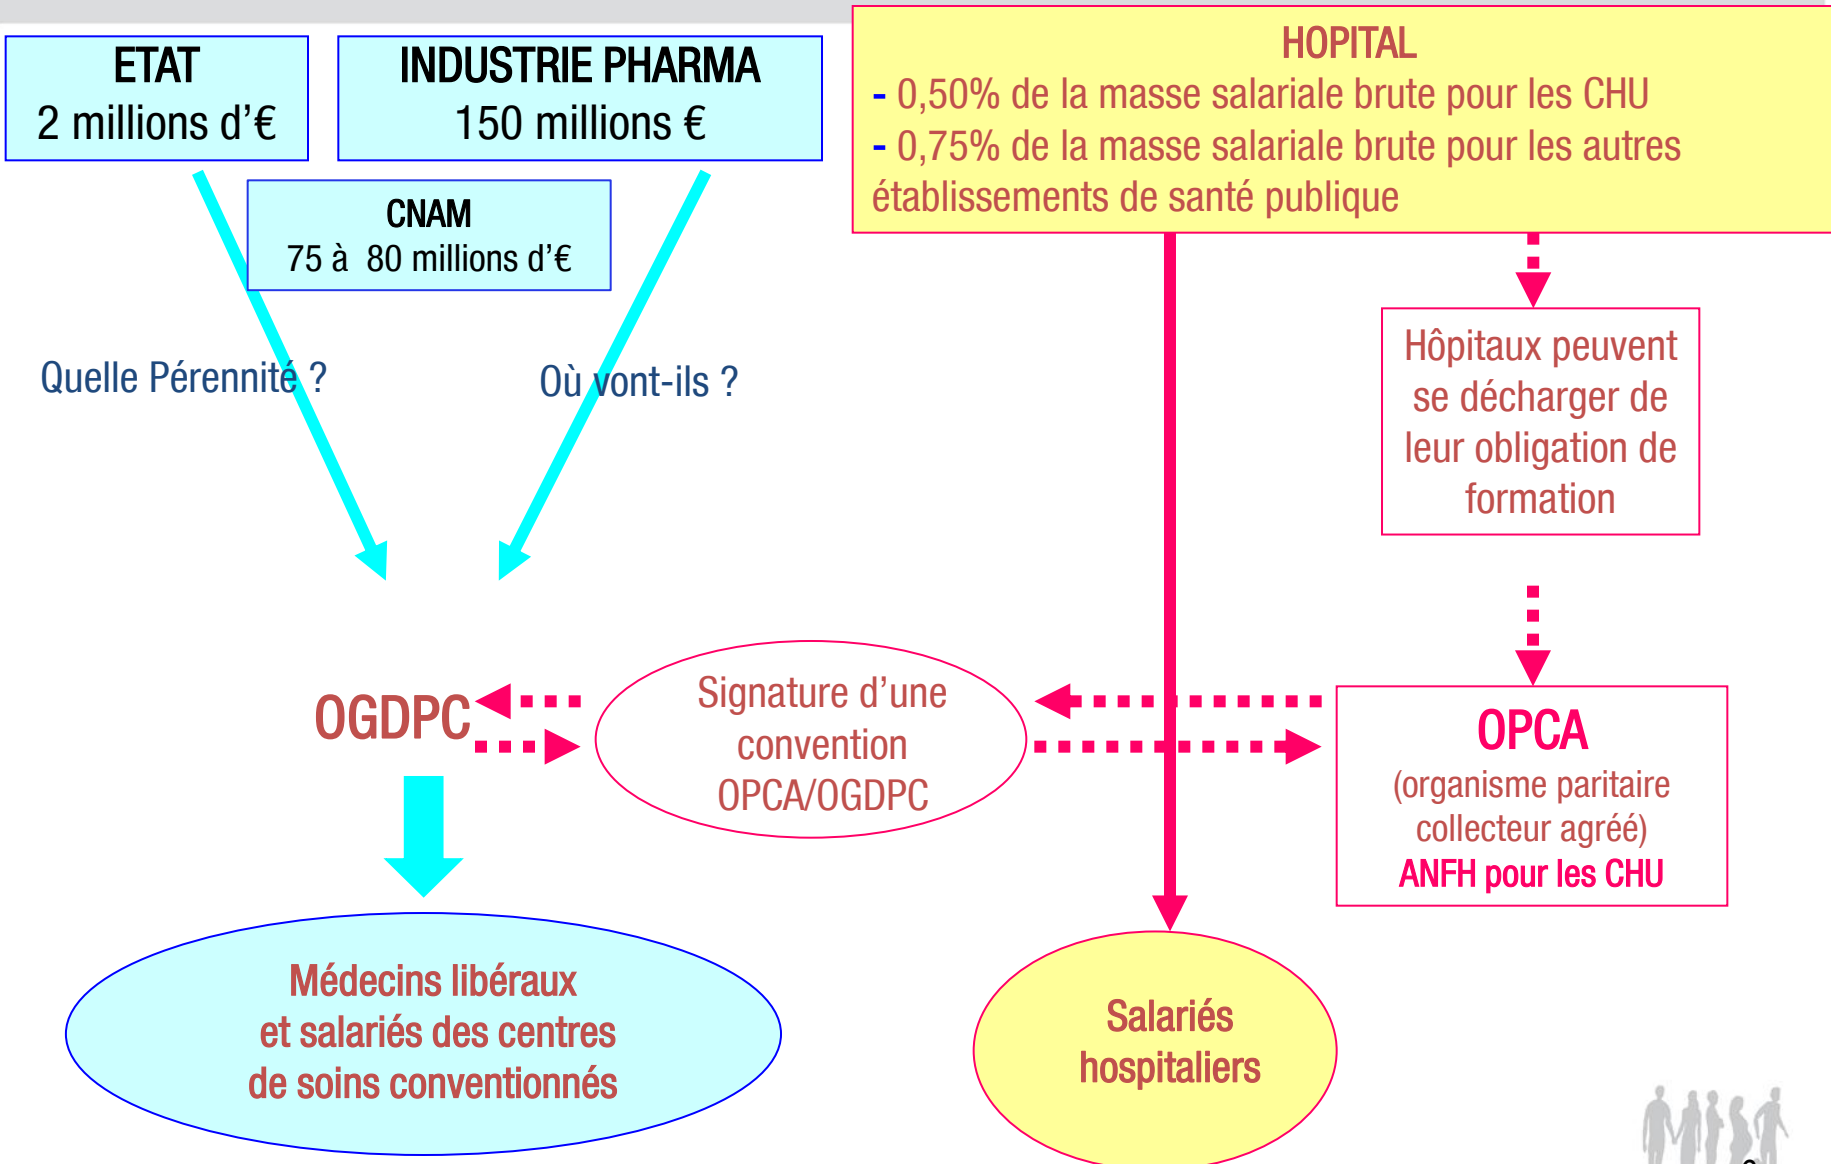 ETAT
2 millions d’€
INDUSTRIE PHARMA
150 millions €
HOPITAL
- 0,50% de la masse salariale brute pour les CHU
- 0,75% de la masse salariale brute pour les autres
établissements de santé publique
CNAM
75 à 80 millions d’€
Quelle Pérennité ?
Où vont-ils ?
Hôpitaux peuvent
se décharger de
leur obligation de
formation
OGDPC
Signature d’une
convention
OPCA/OGDPC
OPCA
(organisme paritaire
collecteur agréé)
ANFH pour les CHU
Médecins libéraux
et salariés des centres
de soins conventionnés
Salariés
hospitaliers